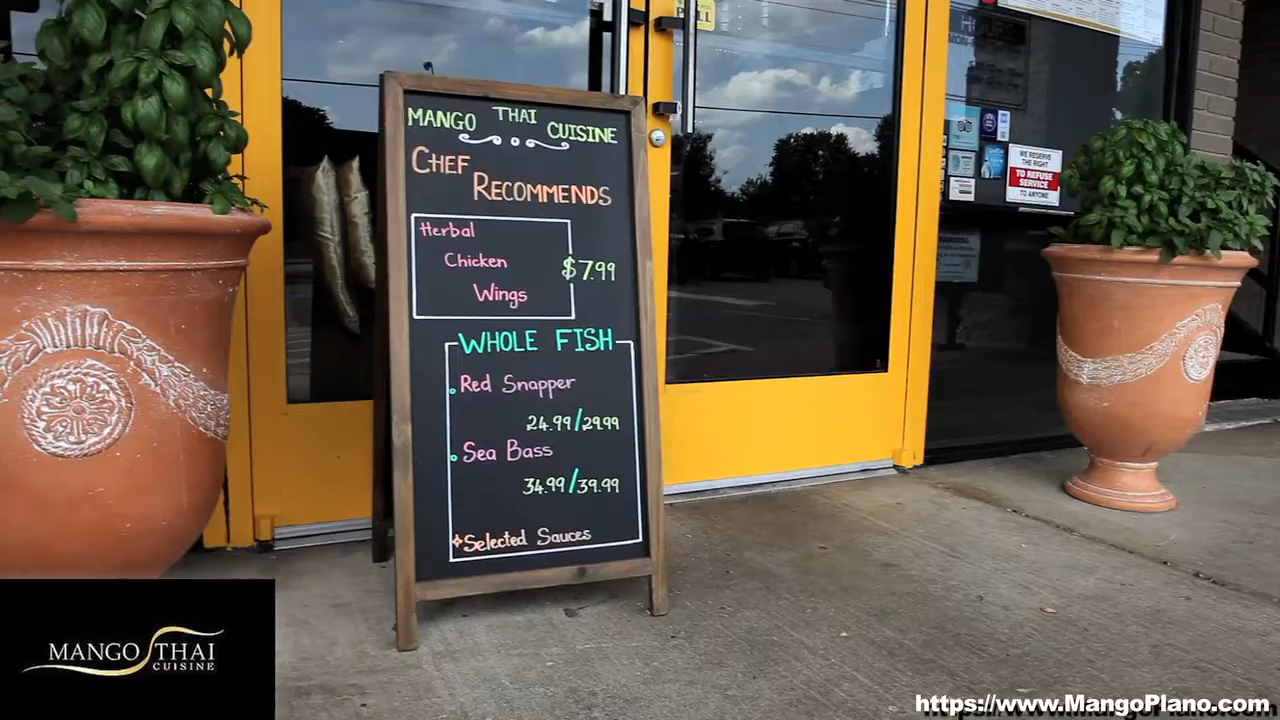 MANGO THAI CUISINE
CHEF
RECOMMENDS
Herbal
Chicken
Wings
$7.99
WHOLE FISH
Red Snapper
24.99/29.99
Sea Bass
34.99/39.99
Selected Sauces
PULL
WE RESERVE
THE RIGHT
TO REFUSE
SERVICE
TO ANYONE
MANGO THAI
CUISINE
https://www.MangoPlano.com